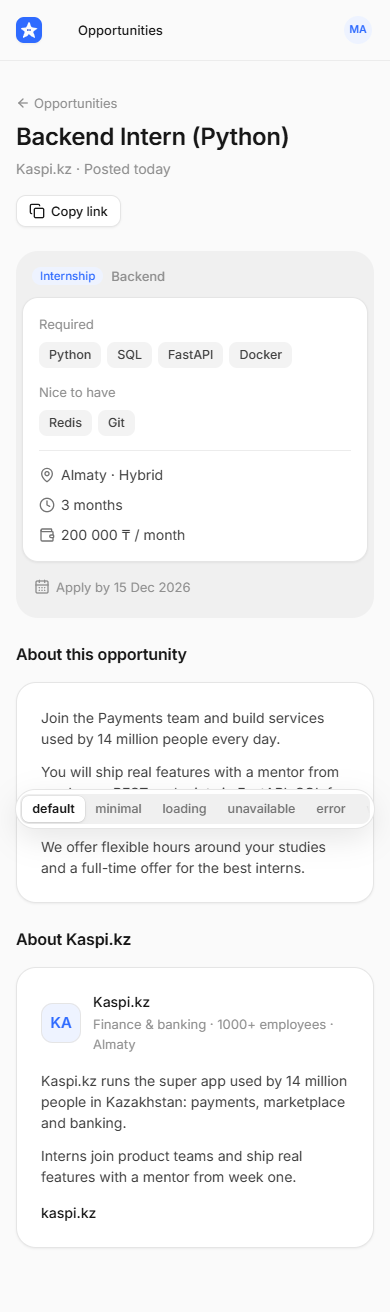 Opportunities
MA
Opportunities
Backend Intern (Python)
Kaspi.kz · Posted today
Copy link
Internship Backend
Required
Python SQL FastAPI Docker
Nice to have
Redis Git
Almaty · Hybrid
3 months
200 000 ₸ / month
Apply by 15 Dec 2026
About this opportunity
Join the Payments team and build services
used by 14 million people every day.
You will ship real features with a mentor from
default minimal loading unavailable error
We offer flexible hours around your studies
and a full-time offer for the best interns.
About Kaspi.kz
KA
Kaspi.kz
Finance & banking · 1000+ employees ·
Almaty
Kaspi.kz runs the super app used by 14 million
people in Kazakhstan: payments, marketplace
and banking.
Interns join product teams and ship real
features with a mentor from week one.
kaspi.kz